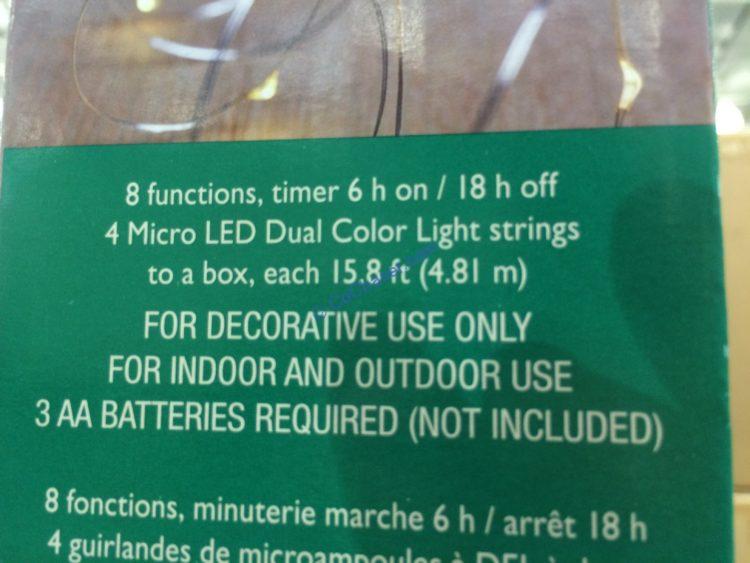 8 functions, timer 6 h on / 18 h off
4 Micro LED Dual Color Light strings
to a box, each 15.8 ft (4.81 m)
FOR DECORATIVE USE ONLY
FOR INDOOR AND OUTDOOR USE
3 AA BATTERIES REQUIRED (NOT INCLUDED)
8 fonctions, minuterie marche 6 h / arrêt 18 h
4 guirlandes de microampoules à DEL à